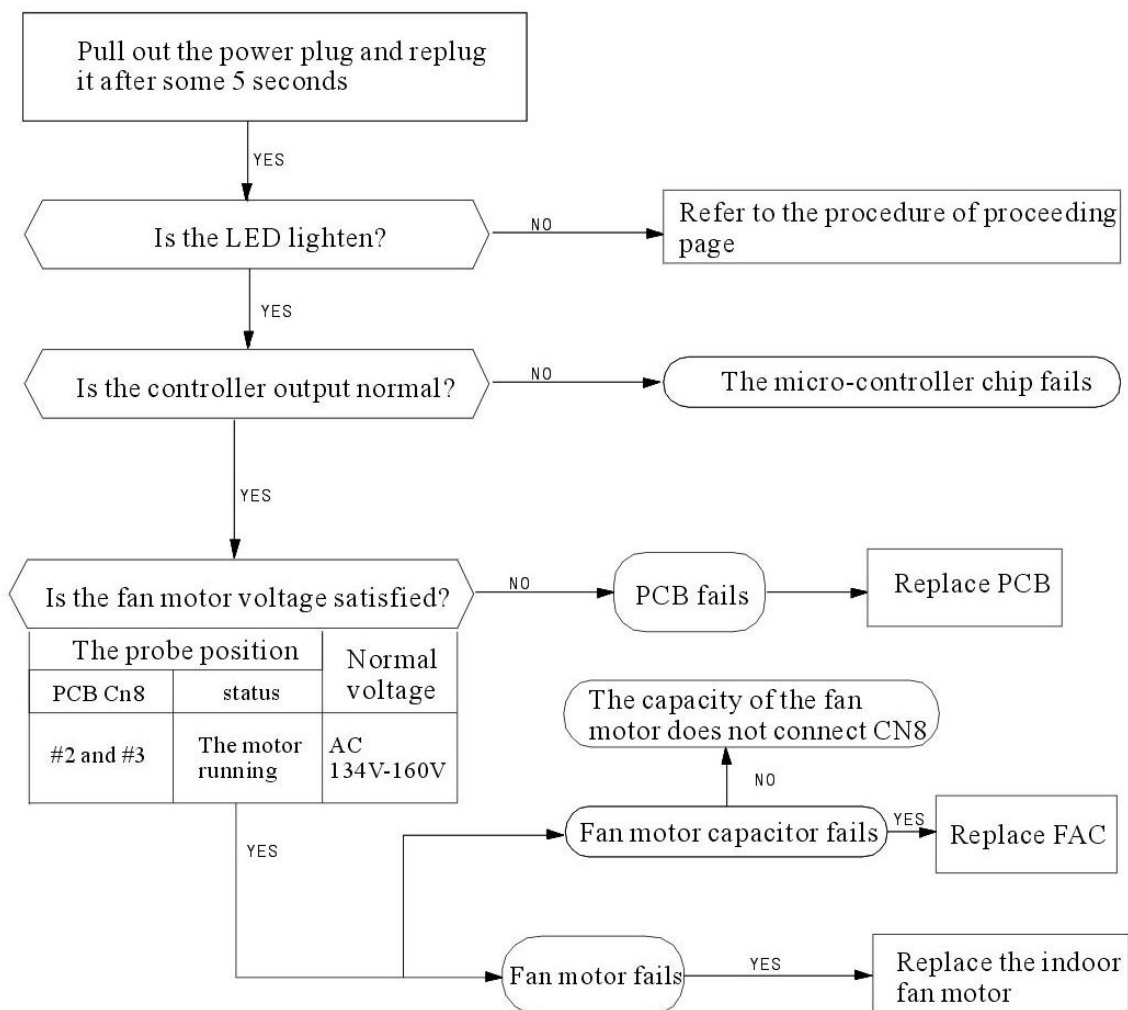 Pull out the power plug and replug
it after some 5 seconds
YES
Is the LED lighten?
NO
Refer to the procedure of proceeding
page
YES
Is the controller output normal?
NO
The micro-controller chip fails
YES
Is the fan motor voltage satisfied?
NO
PCB fails
Replace PCB
The probe position
Normal
voltage
PCB Cn8
status
#2 and #3
The motor
running
AC
134V-160V
The capacity of the fan
motor does not connect CN8
NO
YES
Fan motor capacitor fails
YES
Replace FAC
Fan motor fails
YES
Replace the indoor
fan motor